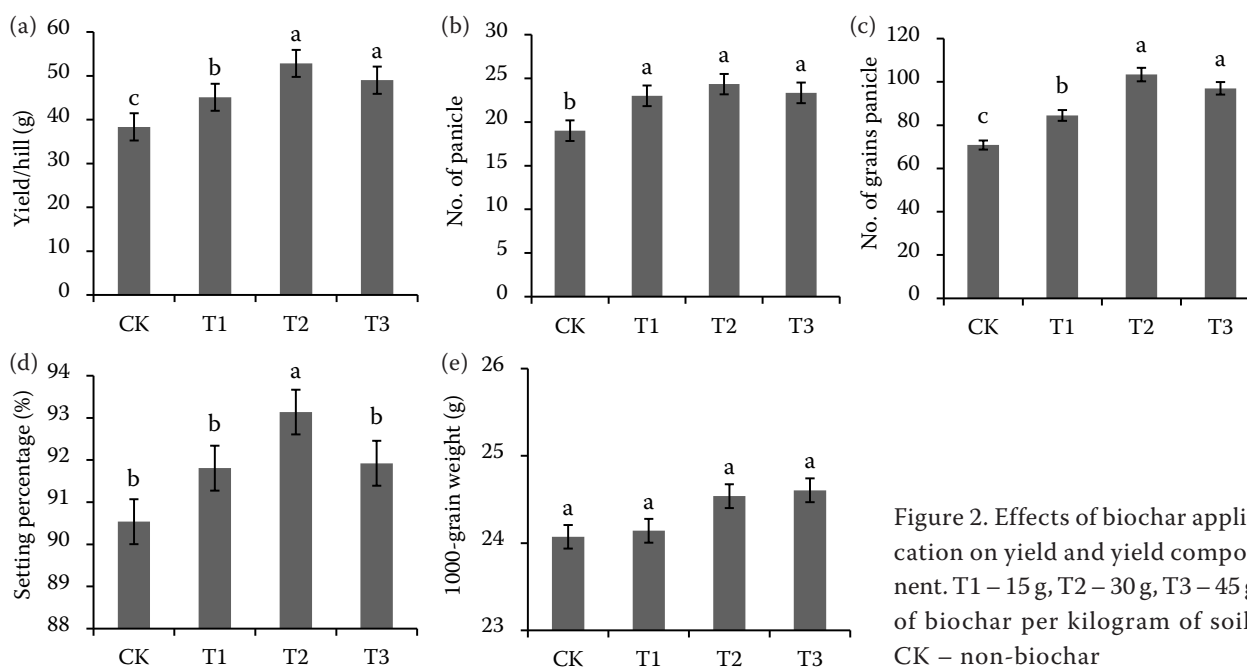 (a)
60
50
40
30
20
10
0
Yield/hill (g)
c
b
a
a
CK T1 T2 T3
(b)
30
25
20
15
10
5
0
No. of panicle
b
a
a
a
CK T1 T2 T3
(c)
120
100
80
60
40
20
0
No. of grains panicle
c
b
a
a
CK T1 T2 T3
(d)
94
93
92
91
90
89
88
Setting percentage (%)
b
b
a
b
CK T1 T2 T3
(e)
26
25
24
23
1000-grain weight (g)
a
a
a
a
CK T1 T2 T3
Figure 2. Effects of biochar appli-
cation on yield and yield compo-
nent. T1 – 15 g, T2 – 30 g, T3 – 45 g
of biochar per kilogram of soil
CK – non-biochar